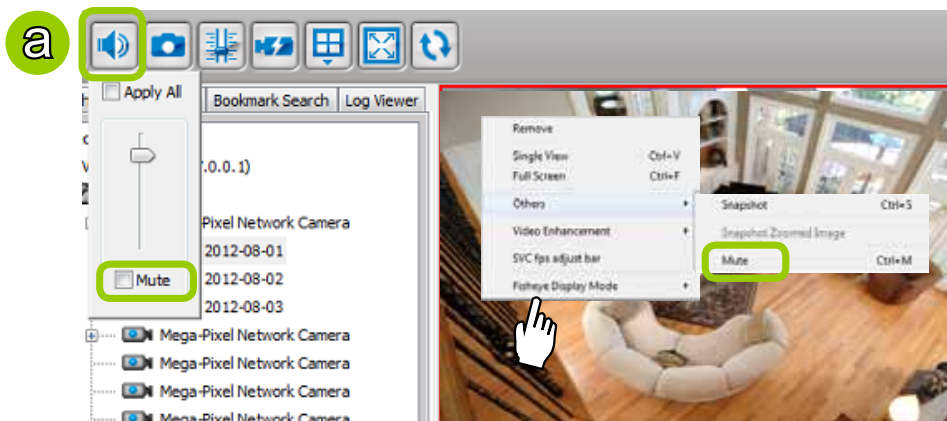 a
Apply All
Bookmark Search
Log Viewer
.0.0.1)
Pixel Network Camera
2012-08-01
Mute
2012-08-02
2012-08-03
Mega-Pixel Network Camera
Mega-Pixel Network Camera
Mega-Pixel Network Camera
Mega-Pixel Network Camera
Remove
Single View Ctrl+V
Full Screen Ctrl+F
Others
Video Enhancement
SVC fps adjust bar
Fisheye Display Mode
Snapshot Ctrl+S
Snapshot Zoomed Image
Mute Ctrl+M